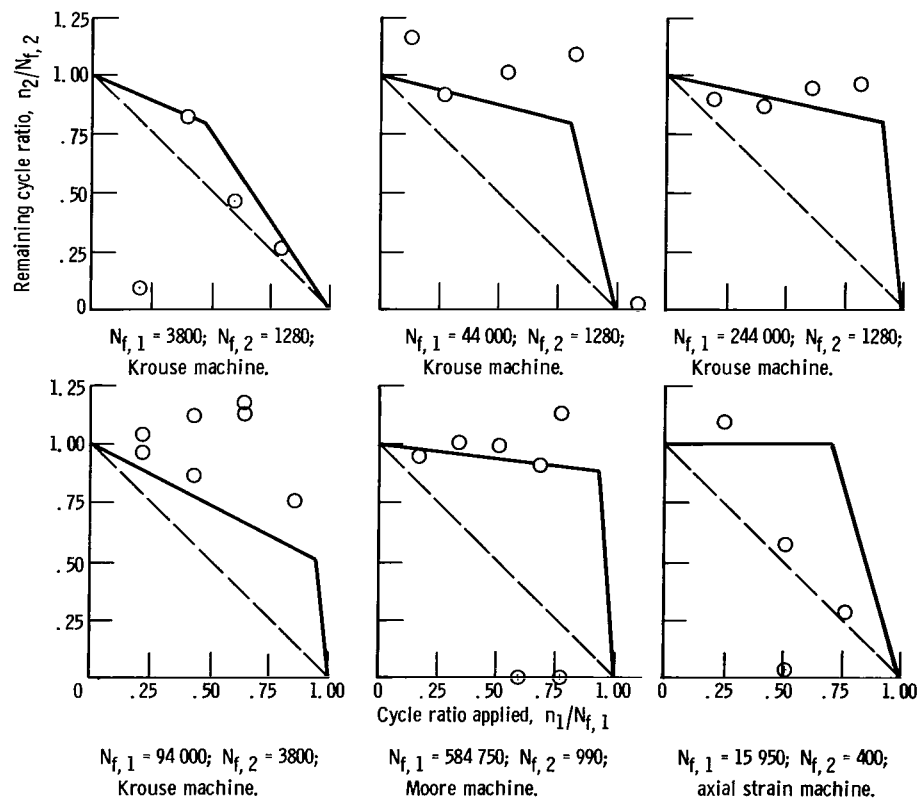 1.25
1.00
.75
.50
.25
0
Remaining cycle ratio, n2/Nf, 2
Nf, 1 = 3800; Nf, 2 = 1280;
Krouse machine.
Nf, 1 = 44 000; Nf, 2 = 1280;
Krouse machine.
Nf, 1 = 244 000; Nf, 2 = 1280;
Krouse machine.
1.25
1.00
.75
.50
.25
0 .25 .50 .75 1.00
0 .25 .50 .75 1.00
0 .25 .50 .75 1.00
Cycle ratio applied, n1/Nf, 1
Nf, 1 = 94 000; Nf, 2 = 3800;
Krouse machine.
Nf, 1 = 584 750; Nf, 2 = 990;
Moore machine.
Nf, 1 = 15 950; Nf, 2 = 400;
axial strain machine.